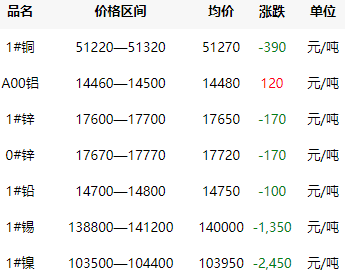 品名 价格区间 均价 涨跌 单位
1#铜 51220—51320 51270 -390 元/吨
A00铝 14460—14500 14480 120 元/吨
1#锌 17600—17700 17650 -170 元/吨
0#锌 17670—17770 17720 -170 元/吨
1#铅 14700—14800 14750 -100 元/吨
1#锡 138800—141200 140000 -1,350 元/吨
1#镍 103500—104400 103950 -2,450 元/吨